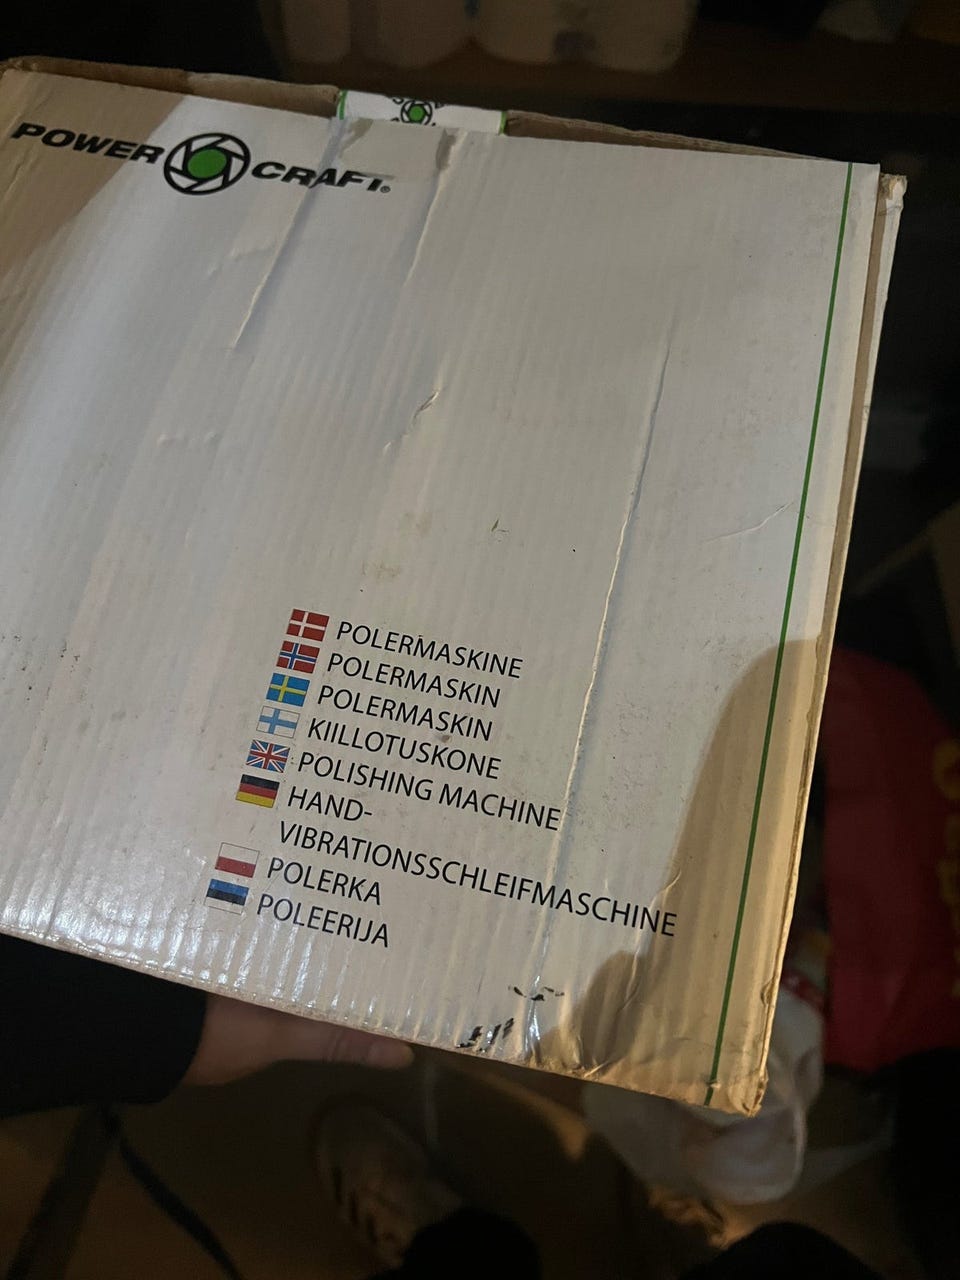 POWER CRAFT®
POLERMASKINE
POLERMASKIN
POLERMASKIN
KIILLOTUSKONE
POLISHING MACHINE
HAND-
VIBRATIONSSCHLEIFMASCHINE
POLERKA
POLEERIJA